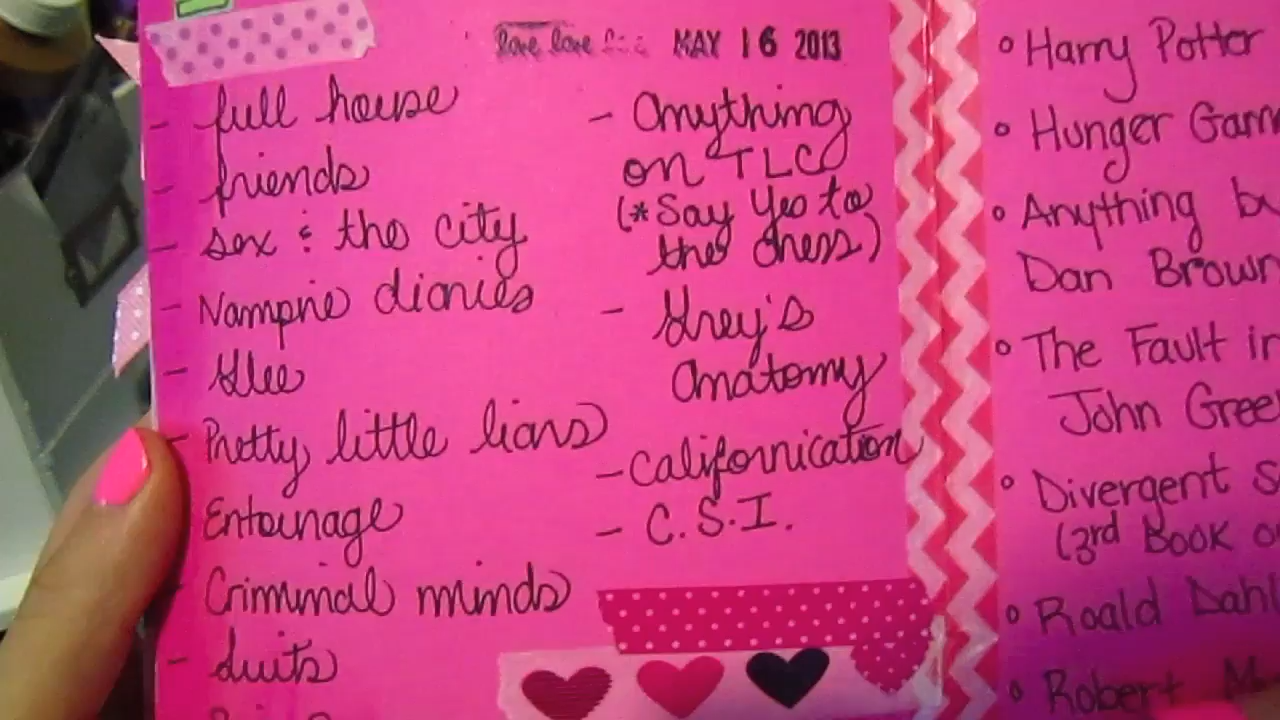 love love MAY 16 2013
- full house
- friends
- sex & the city
- Vampire diaries
- Glee
- Pretty little liars
Entourage
Criminal minds
- suits
- Anything
on TLC
(*Say Yes to
the dress)
- Grey's
Anatomy
- Californication
- C.S.I.
• Harry Potter
• Hunger Gam
• Anything bu
Dan Brown
• The Fault in
John Gree
• Divergent S
(3rd Book o
• Roald Dahl
• Robert M